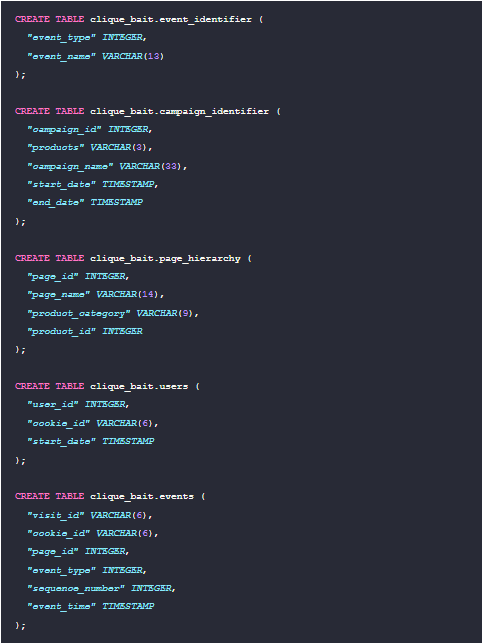 CREATE TABLE clique_bait.event_identifier (
"event_type" INTEGER,
"event_name" VARCHAR(13)
);
CREATE TABLE clique_bait.campaign_identifier (
"campaign_id" INTEGER,
"products" VARCHAR(3),
"campaign_name" VARCHAR(33),
"start_date" TIMESTAMP,
"end_date" TIMESTAMP
);
CREATE TABLE clique_bait.page_hierarchy (
"page_id" INTEGER,
"page_name" VARCHAR(14),
"product_category" VARCHAR(9),
"product_id" INTEGER
);
CREATE TABLE clique_bait.users (
"user_id" INTEGER,
"cookie_id" VARCHAR(6),
"start_date" TIMESTAMP
);
CREATE TABLE clique_bait.events (
"visit_id" VARCHAR(6),
"cookie_id" VARCHAR(6),
"page_id" INTEGER,
"event_type" INTEGER,
"sequence_number" INTEGER,
"event_time" TIMESTAMP
);